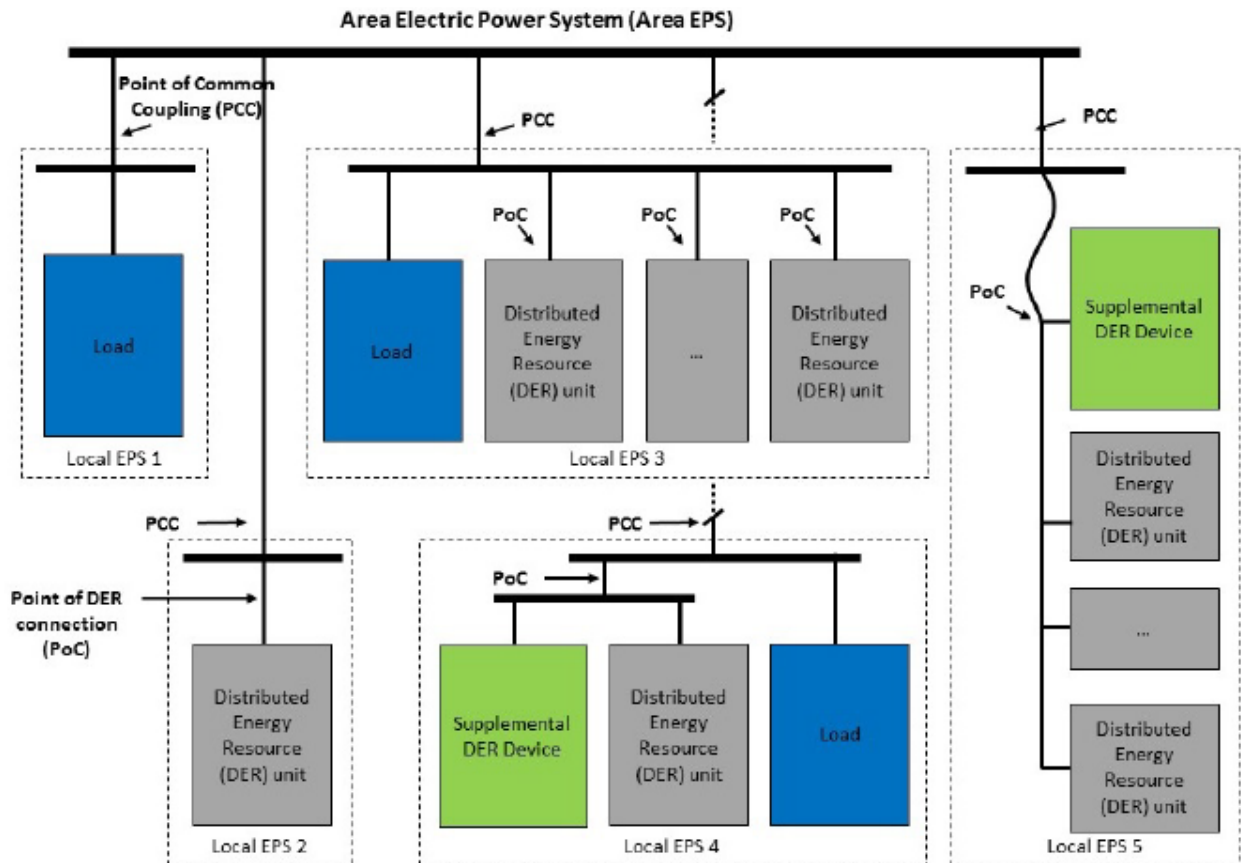 Area Electric Power System (Area EPS)
Point of Common
Coupling (PCC)
PCC
PCC
PoC
PoC
PoC
Load
Load
Distributed
Energy
Resource
(DER) unit
...
Distributed
Energy
Resource
(DER) unit
PoC
Supplemental
DER Device
Local EPS 1
Local EPS 3
Distributed
Energy
Resource
(DER) unit
PCC
PCC
PoC
Point of DER
connection
(PoC)
...
Distributed
Energy
Resource
(DER) unit
Supplemental
DER Device
Distributed
Energy
Resource
(DER) unit
Load
Distributed
Energy
Resource
(DER) unit
Local EPS 2
Local EPS 4
Local EPS 5